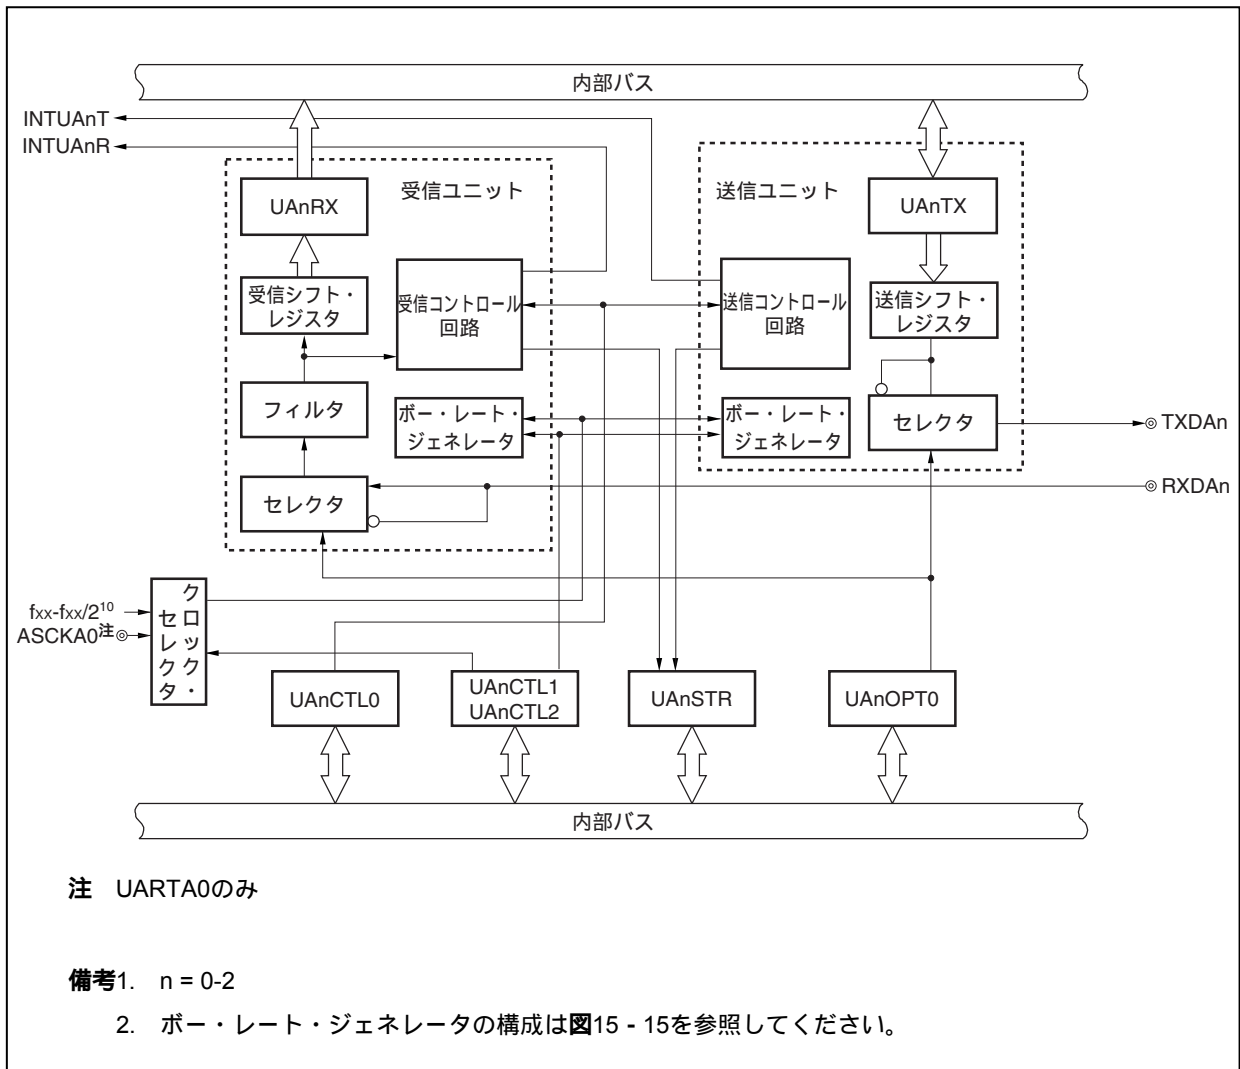 内部バス
INTUAnT
INTUAnR
UAnRX
受信ユニット
送信ユニット
UAnTX
受信シフト・
レジスタ
受信コントロール
回路
送信コントロール
回路
送信シフト・
レジスタ
フィルタ
ボー・レート・
ジェネレータ
ボー・レート・
ジェネレータ
セレクタ
TXDAn
セレクタ
RXDAn
fxx-fxx/2¹⁰
ASCKA0注
クロック・
セレクタ
UAnCTL0
UAnCTL1
UAnCTL2
UAnSTR
UAnOPT0
内部バス
注 UARTA0のみ
備考1. n = 0-2
2. ボー・レート・ジェネレータの構成は図15-15を参照してください。